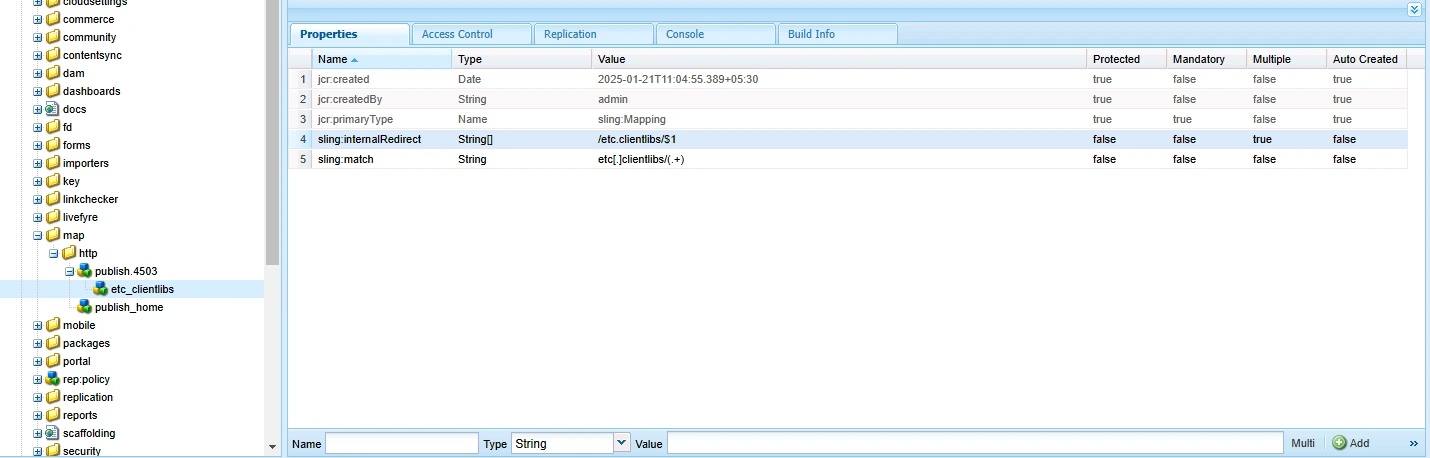 cloudsettings
commerce
community
contentsync
dam
dashboards
docs
fd
forms
importers
key
linkchecker
livefyre
map
http
publish.4503
etc_clientlibs
publish_home
mobile
packages
portal
rep:policy
replication
reports
scaffolding
security
Properties Access Control Replication Console Build Info
Name Type Value Protected Mandatory Multiple Auto Created
1 jcr:created Date 2025-01-21T11:04:55.389+05:30 true false false true
2 jcr:createdBy String admin true false false true
3 jcr:primaryType Name sling:Mapping true true false true
4 sling:internalRedirect String[] /etc.clientlibs/$1 false false true false
5 sling:match String etc[.]clientlibs/(.+) false false false false
Name Type String Value Multi Add »